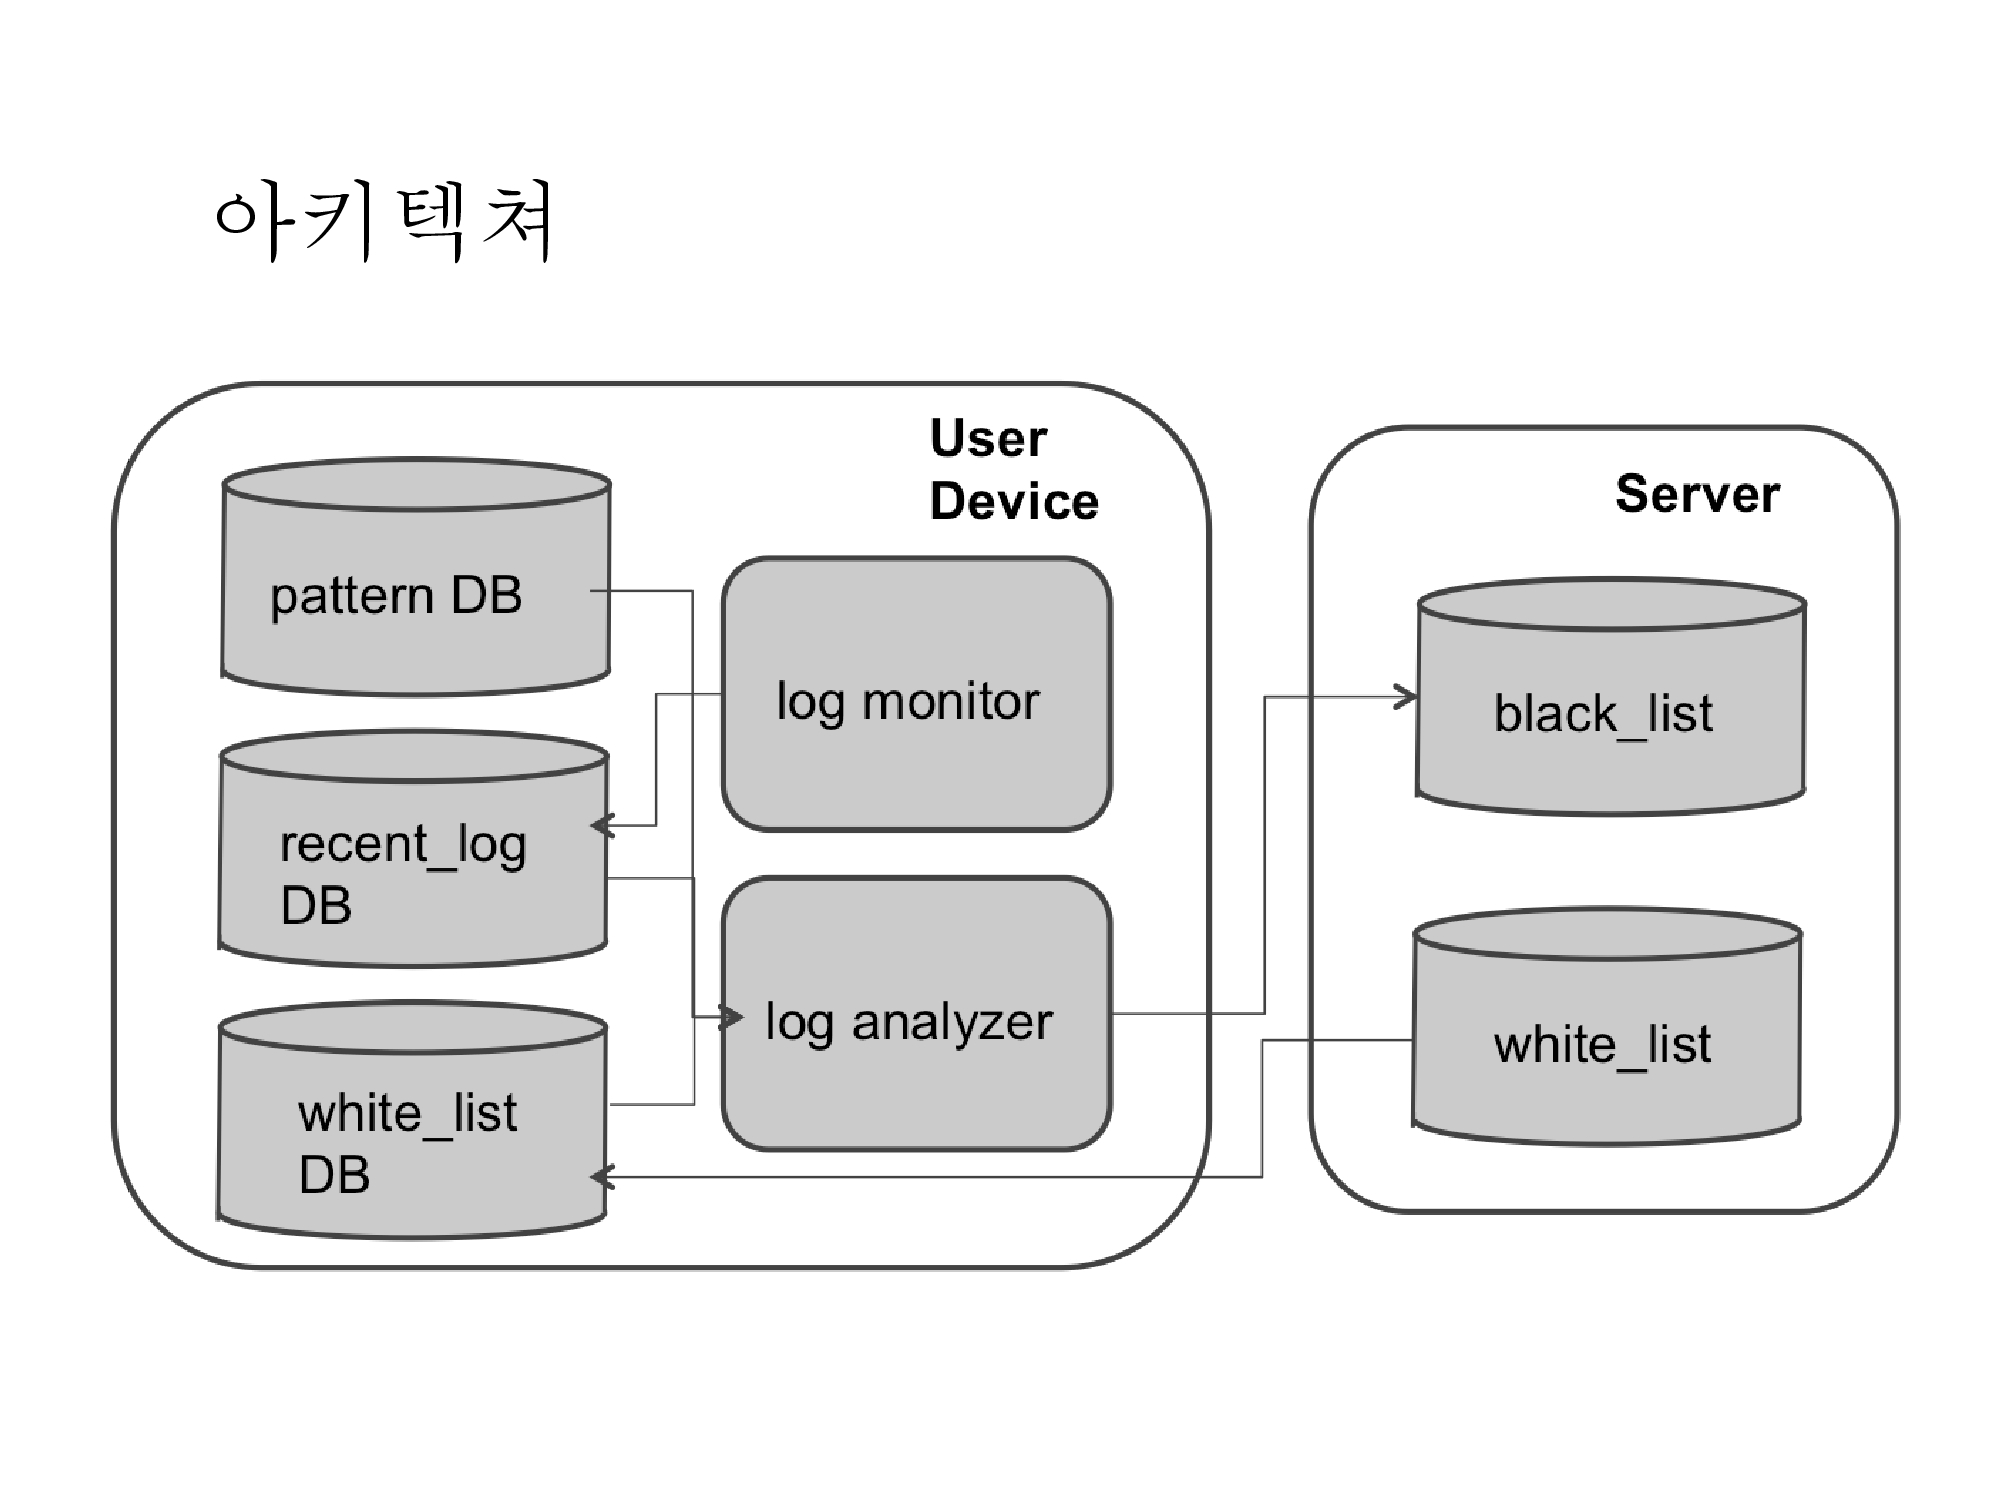 아키텍쳐
User
Device
Server
pattern DB
log monitor
black_list
recent_log
DB
log analyzer
white_list
white_list
DB